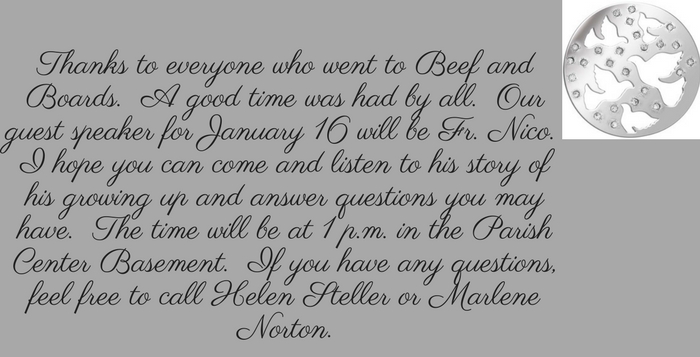 Thanks to everyone who went to Beef and
Boards.  A good time was had by all.  Our
guest speaker for January 16 will be Fr. Nico.
I hope you can come and listen to his story of
his growing up and answer questions you may
have.  The time will be at 1 p.m. in the Parish
Center Basement.  If you have any questions,
feel free to call Helen Steller or Marlene
Norton.